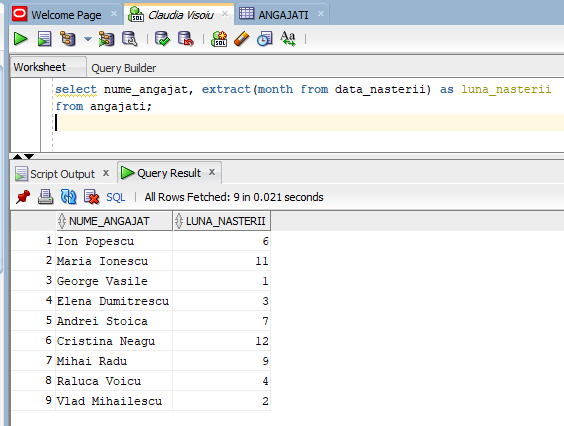 Welcome Page Claudia Visoiu ANGAJATI
SQL
Aa
Worksheet Query Builder
select nume_angajat, extract(month from data_nasterii) as luna_nasterii
from angajati;
Script Output x Query Result x
SQL All Rows Fetched: 9 in 0.021 seconds
NUME_ANGAJAT LUNA_NASTERII
1 Ion Popescu 6
2 Maria Ionescu 11
3 George Vasile 1
4 Elena Dumitrescu 3
5 Andrei Stoica 7
6 Cristina Neagu 12
7 Mihai Radu 9
8 Raluca Voicu 4
9 Vlad Mihailescu 2